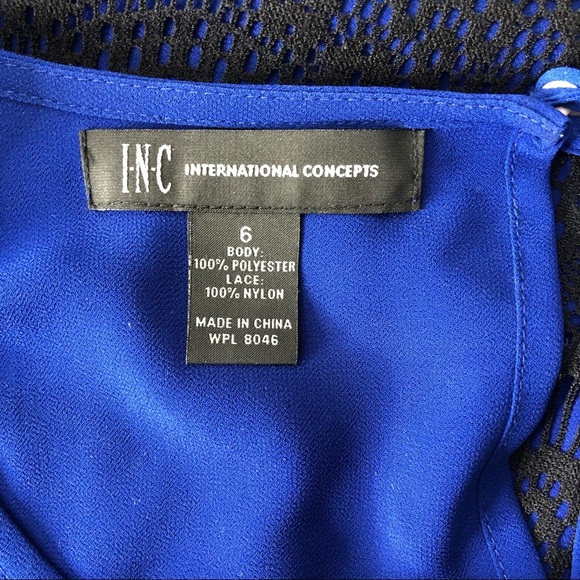 I·N·C INTERNATIONAL CONCEPTS
6
BODY:
100% POLYESTER
LACE:
100% NYLON
MADE IN CHINA
WPL 8046